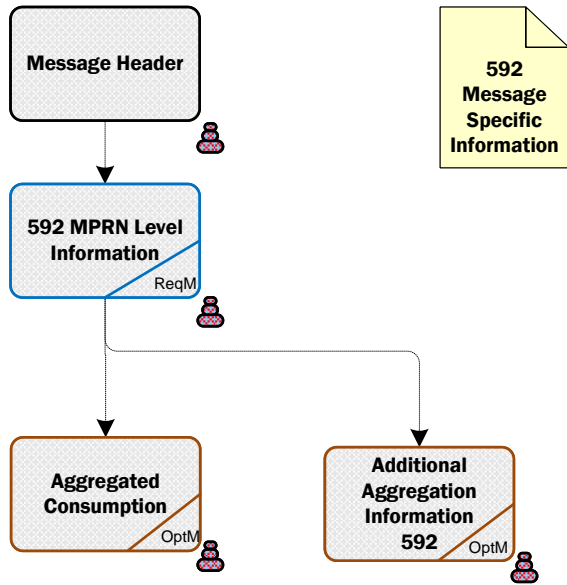 Message Header
592
Message
Specific
Information
592 MPRN Level
Information
ReqM
Aggregated
Consumption
OptM
Additional
Aggregation
Information
592
OptM